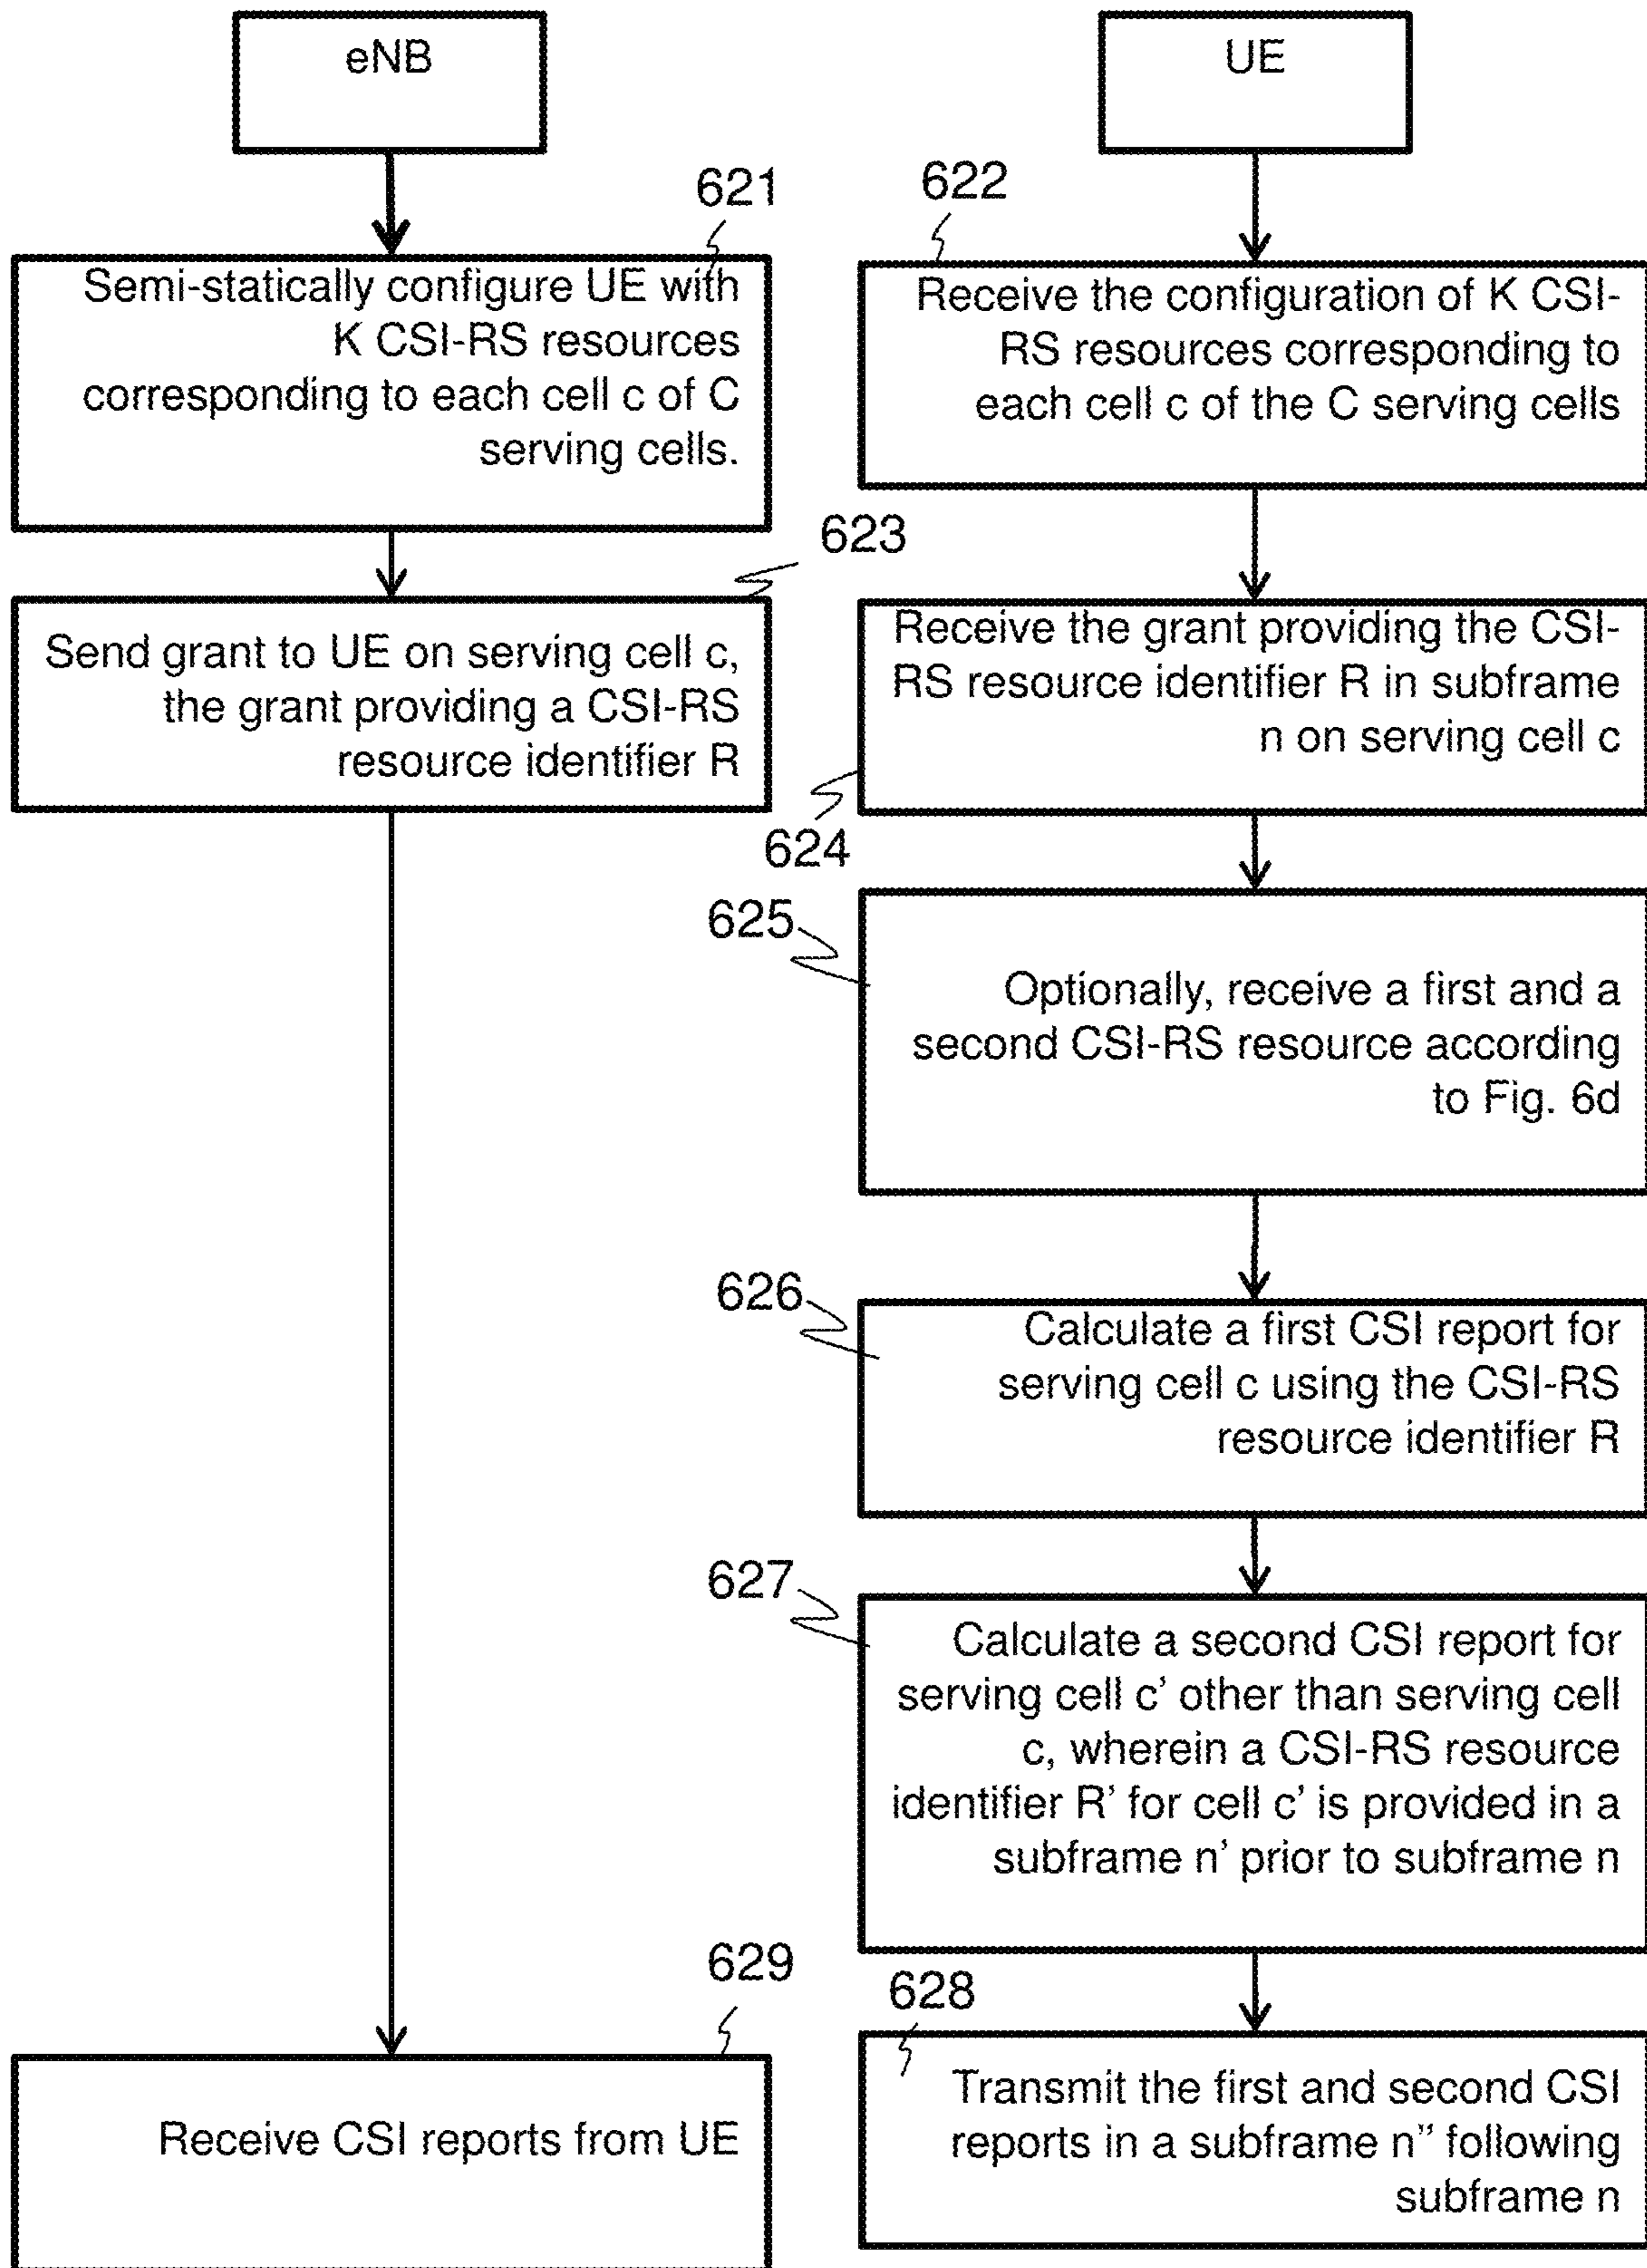 eNB
UE
621
622
Semi-statically configure UE with
K CSI-RS resources
corresponding to each cell c of C
serving cells.
Receive the configuration of K CSI-
RS resources corresponding to
each cell c of the C serving cells
623
Send grant to UE on serving cell c,
the grant providing a CSI-RS
resource identifier R
Receive the grant providing the CSI-
RS resource identifier R in subframe
n on serving cell c
624
625
Optionally, receive a first and a
second CSI-RS resource according
to Fig. 6d
626
Calculate a first CSI report for
serving cell c using the CSI-RS
resource identifier R
627
Calculate a second CSI report for
serving cell c’ other than serving cell
c, wherein a CSI-RS resource
identifier R’ for cell c’ is provided in a
subframe n’ prior to subframe n
629
628
Receive CSI reports from UE
Transmit the first and second CSI
reports in a subframe n” following
subframe n